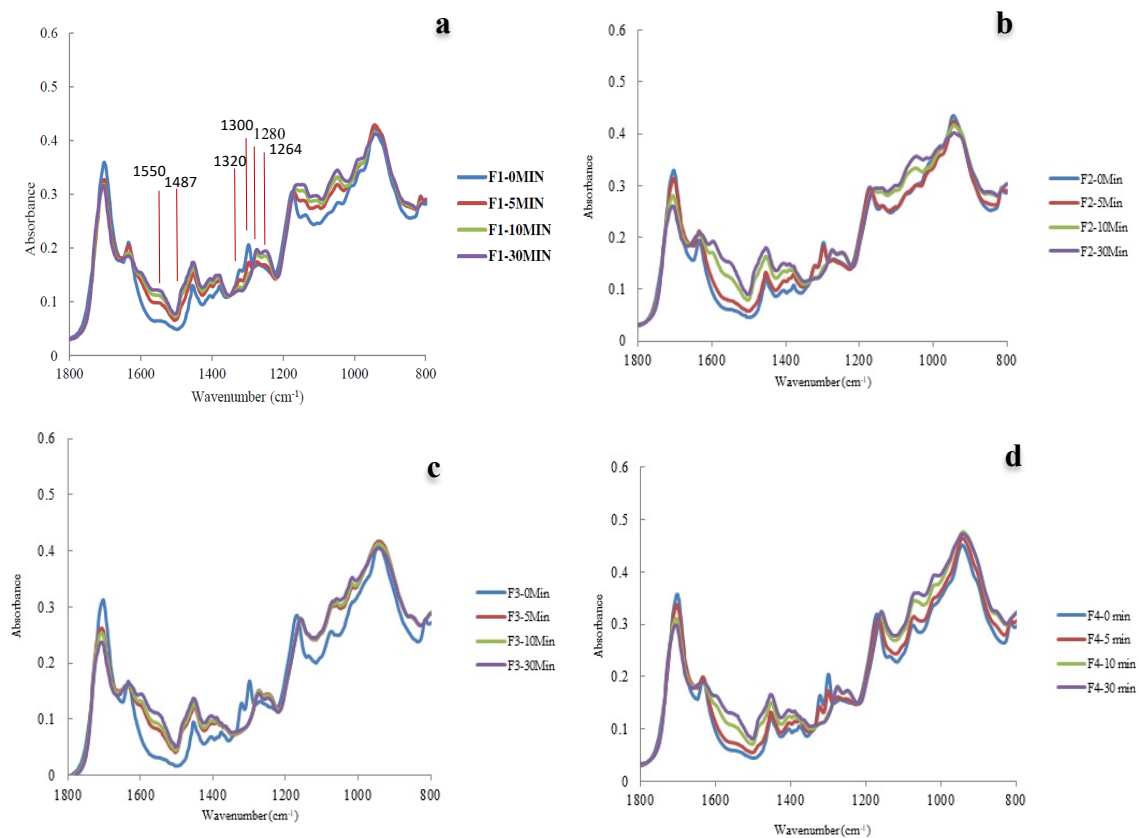 a
0.6
0.5
0.4
0.3
0.2
0.1
0
Absorbance
1550
1487
1320
1300
1280
1264
F1-0MIN
F1-5MIN
F1-10MIN
F1-30MIN
1800
1600
1400
1200
1000
800
Wavenumber (cm-1)
b
0.6
0.5
0.4
0.3
0.2
0.1
0
Absorbance
F2-0Min
F2-5Min
F2-10Min
F2-30Min
1800
1600
1400
1200
1000
800
Wavenumber (cm-1)
c
0.6
0.5
0.4
0.3
0.2
0.1
0
Absorbance
F3-0Min
F3-5Min
F3-10Min
F3-30Min
1800
1600
1400
1200
1000
800
Wavenumber (cm-1)
d
0.6
0.5
0.4
0.3
0.2
0.1
0
Absorbance
F4-0 min
F4-5 min
F4-10 min
F4-30 min
1800
1600
1400
1200
1000
800
Wavenumber (cm-1)